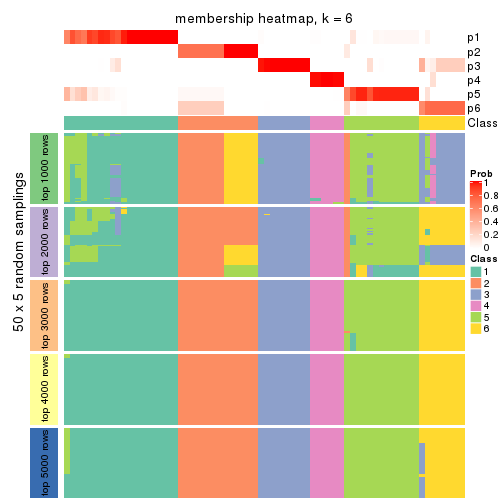 membership heatmap, k = 6
p1
p2
p3
p4
p5
p6
Class
50 x 5 random samplings
top 1000 rows
top 2000 rows
top 3000 rows
top 4000 rows
top 5000 rows
Prob
1
0.8
0.6
0.4
0.2
0
Class
1
2
3
4
5
6